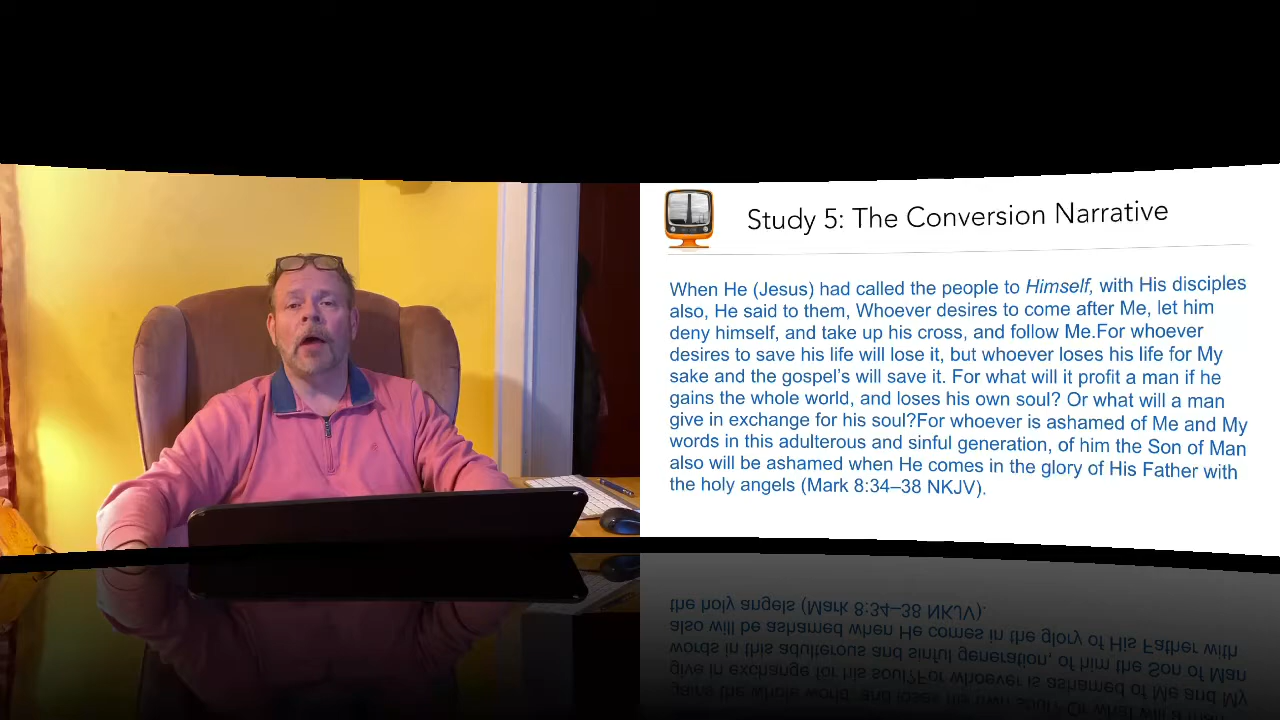 Study 5: The Conversion Narrative
When He (Jesus) had called the people to Himself, with His disciples
also, He said to them, Whoever desires to come after Me, let him
deny himself, and take up his cross, and follow Me.For whoever
desires to save his life will lose it, but whoever loses his life for My
sake and the gospel's will save it. For what will it profit a man if he
gains the whole world, and loses his own soul? Or what will a man
give in exchange for his soul?For whoever is ashamed of Me and My
words in this adulterous and sinful generation, of him the Son of Man
also will be ashamed when He comes in the glory of His Father with
the holy angels (Mark 8:34–38 NKJV).